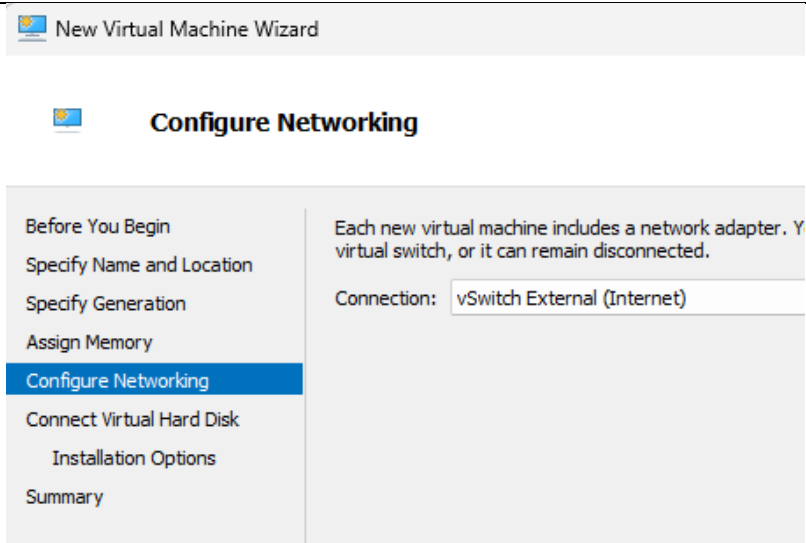 New Virtual Machine Wizard
Configure Networking
Before You Begin
Specify Name and Location
Specify Generation
Assign Memory
Configure Networking
Connect Virtual Hard Disk
Installation Options
Summary
Each new virtual machine includes a network adapter.
virtual switch, or it can remain disconnected.
Connection: vSwitch External (Internet)